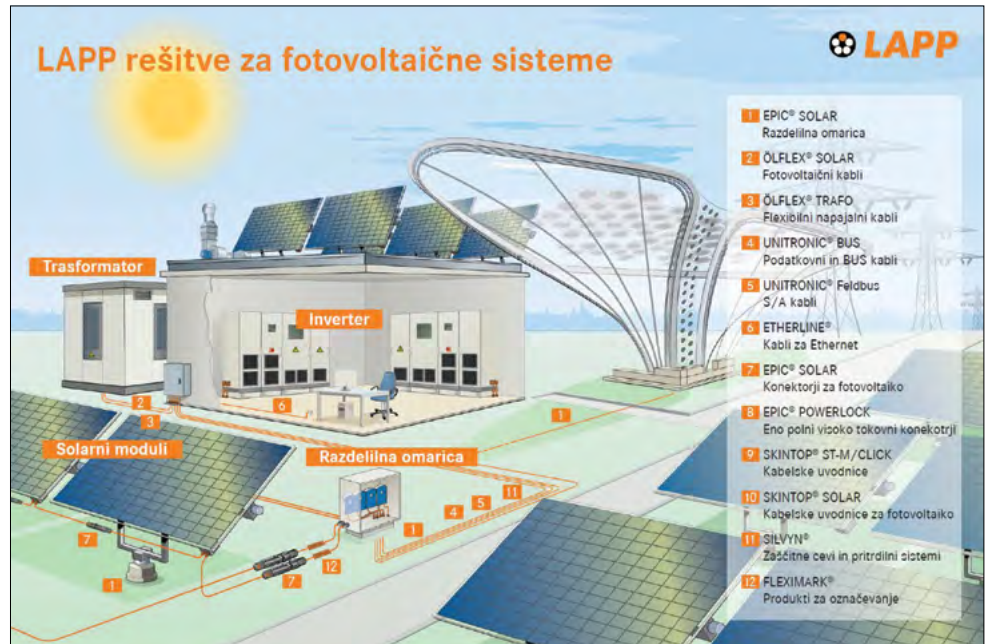 LAPP rešitve za fotovoltaične sisteme
LAPP
1 EPIC® SOLAR
Razdelilna omarica
2 ÖLFLEX® SOLAR
Fotovoltaični kabli
3 ÖLFLEX® TRAFO
Flexibilni napajalni kabli
4 UNITRONIC® BUS
Podatkovni in BUS kabli
5 UNITRONIC® Feldbus
S/A kabli
6 ETHERLINE®
Kabli za Ethernet
7 EPIC® SOLAR
Konektorji za fotovoltaiko
8 EPIC® POWERLOCK
Eno polni visoko tokovni konekotrji
9 SKINTOP® ST-M/CLICK
Kabelske uvodnice
10 SKINTOP® SOLAR
Kabelske uvodnice za fotovoltaiko
11 SILVYN®
Zaščitne cevi in pritrdilni sistemi
12 FLEXIMARK®
Produkti za označevanje
Trasformator
Inverter
2
3
6
1
Solarni moduli
Razdelilna omarica
11
5
4
1
7
12
7
1